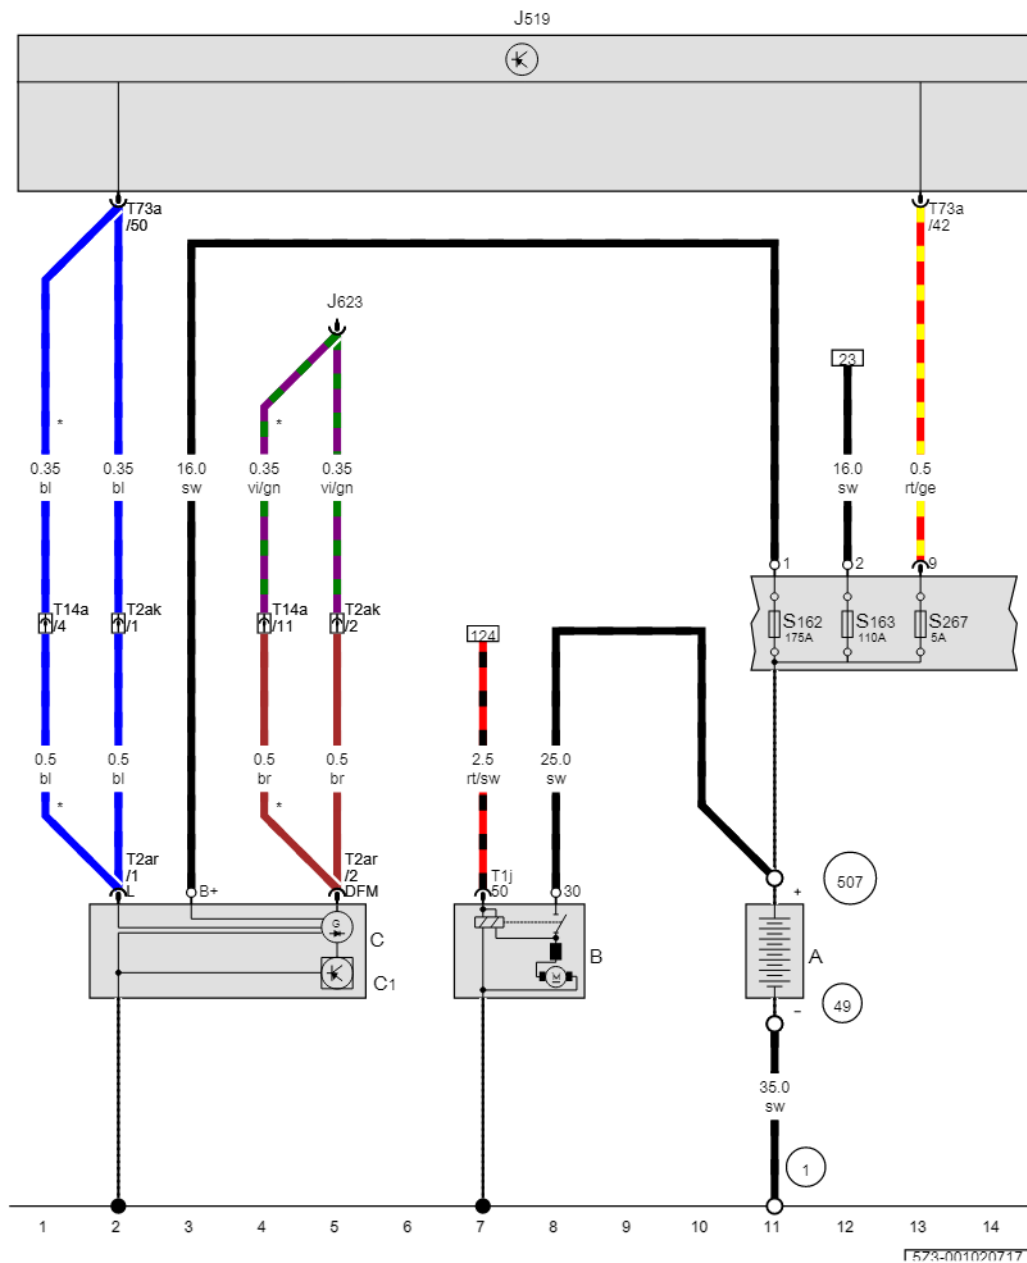 J519
T73a
/50
T73a
/42
J623
23
*
*
0.35
bl
0.35
bl
16.0
sw
0.35
vi/gn
0.35
vi/gn
16.0
sw
0.5
rt/ge
1
2
9
T14a
/4
T2ak
/1
T14a
/11
T2ak
/2
124
S162
175A
S163
110A
S267
5A
0.5
bl
0.5
bl
0.5
br
0.5
br
2.5
rt/sw
25.0
sw
*
*
T2ar
/1
L
B+
T2ar
/2
DFM
T1j
50
30
+
507
G
C
C1
M
B
A
−
49
35.0
sw
1
1 2 3 4 5 6 7 8 9 10 11 12 13 14
573-001020717